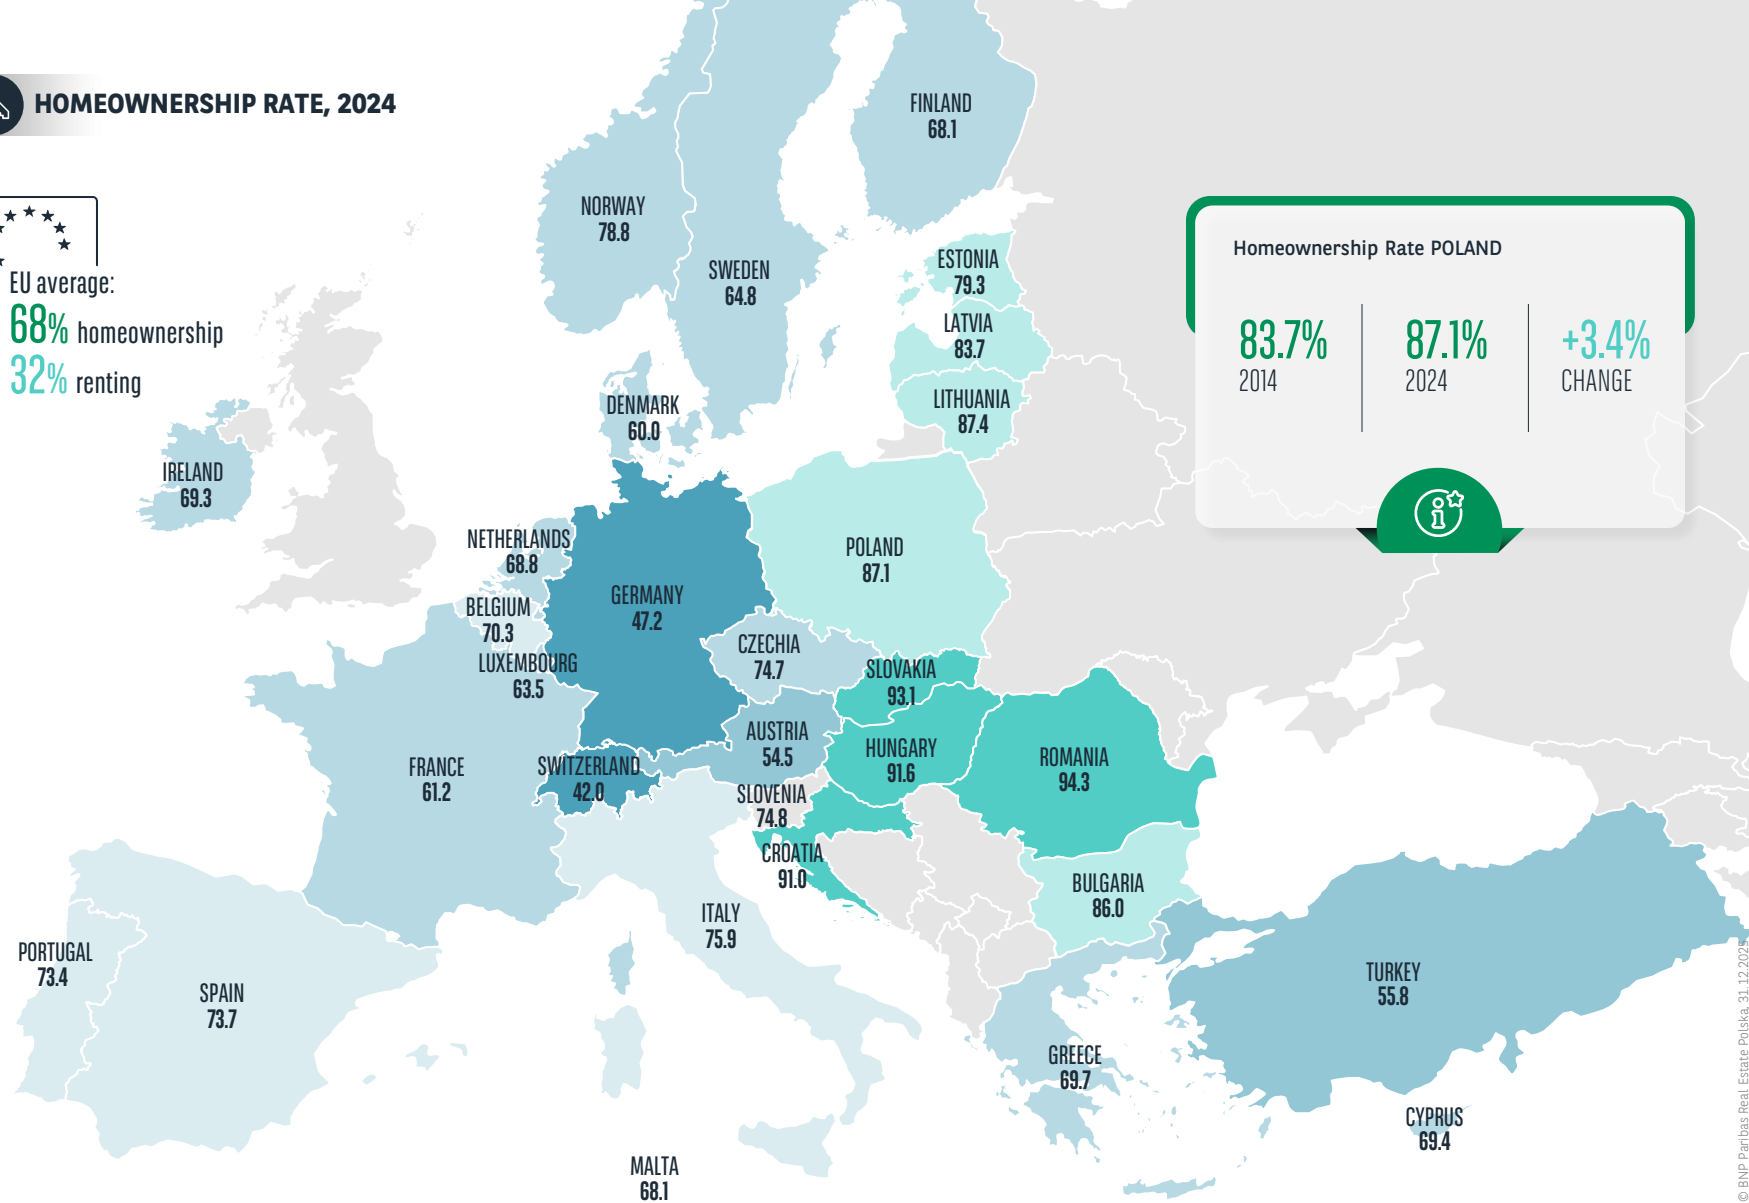 HOMEOWNERSHIP RATE, 2024
EU average:
68% homeownership
32% renting
FINLAND
68.1
NORWAY
78.8
SWEDEN
64.8
ESTONIA
79.3
LATVIA
83.7
LITHUANIA
87.4
DENMARK
60.0
IRELAND
69.3
NETHERLANDS
68.8
BELGIUM
70.3
LUXEMBOURG
63.5
GERMANY
47.2
POLAND
87.1
CZECHIA
74.7
SLOVAKIA
93.1
AUSTRIA
54.5
HUNGARY
91.6
ROMANIA
94.3
FRANCE
61.2
SWITZERLAND
42.0
SLOVENIA
74.8
CROATIA
91.0
BULGARIA
86.0
ITALY
75.9
PORTUGAL
73.4
SPAIN
73.7
TURKEY
55.8
GREECE
69.7
CYPRUS
69.4
MALTA
68.1
Homeownership Rate POLAND
83.7%
2014
87.1%
2024
+3.4%
CHANGE
© BNP Paribas Real Estate Polska, 31.12.2025